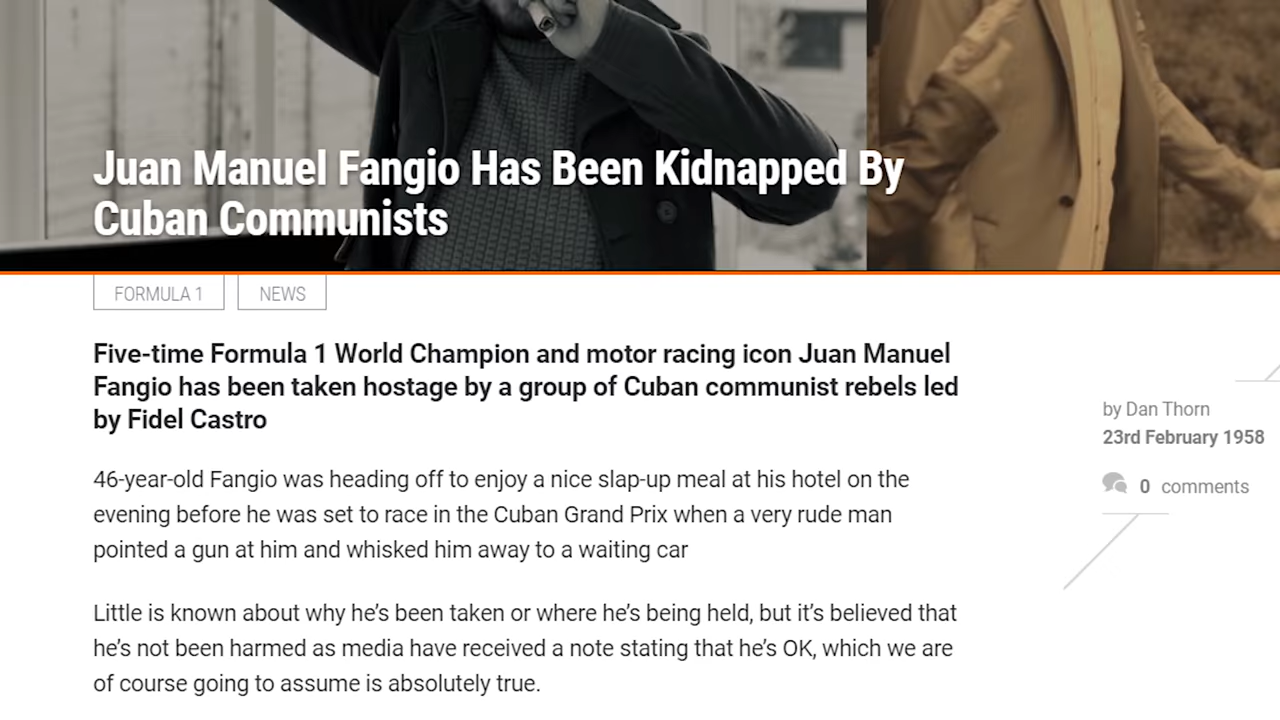 Juan Manuel Fangio Has Been Kidnapped By
Cuban Communists
FORMULA 1
NEWS
Five-time Formula 1 World Champion and motor racing icon Juan Manuel
Fangio has been taken hostage by a group of Cuban communist rebels led
by Fidel Castro
46-year-old Fangio was heading off to enjoy a nice slap-up meal at his hotel on the
evening before he was set to race in the Cuban Grand Prix when a very rude man
pointed a gun at him and whisked him away to a waiting car
Little is known about why he’s been taken or where he’s being held, but it’s believed that
he’s not been harmed as media have received a note stating that he’s OK, which we are
of course going to assume is absolutely true.
by Dan Thorn
23rd February 1958
0 comments